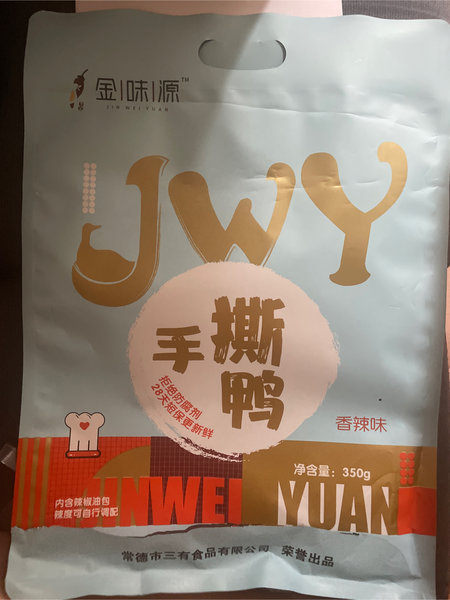 金味源™
JIN WEI YUAN
JWY
手撕鸭
拒绝防腐剂
28天短保更新鲜
香辣味
净含量：350g
内含辣椒油包
辣度可自行调配
JINWEI YUAN
常德市三有食品有限公司 荣誉出品